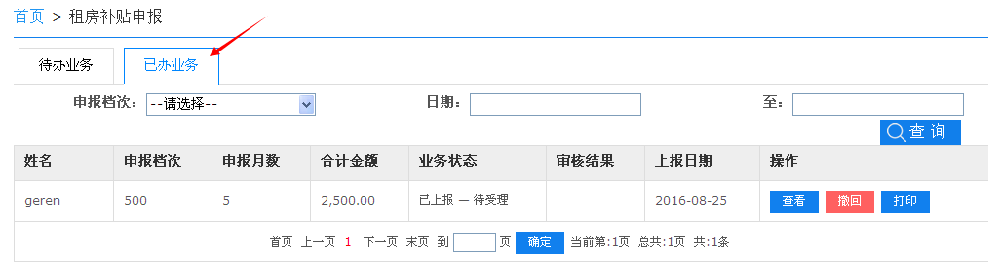 首页 > 租房补贴申报
待办业务 已办业务
申报档次： --请选择-- 日期： 至：
查 询
姓名 申报档次 申报月数 合计金额 业务状态 审核结果 上报日期 操作
geren 500 5 2,500.00 已上报 — 待受理 2016-08-25 查看 撤回 打印
首页 上一页 1 下一页 末页 到 页 确定 当前第:1页 总共:1页 共:1条